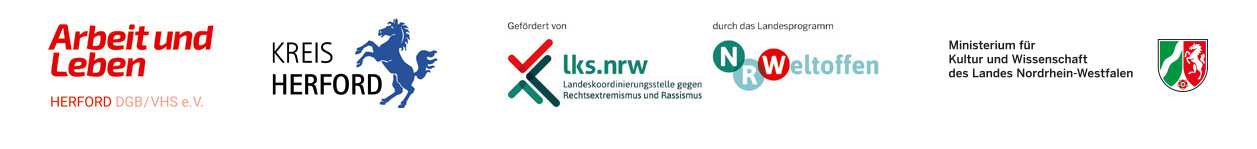 Arbeit und
Leben
HERFORD DGB/VHS e.V.
KREIS
HERFORD
Gefördert von
lks.nrw
Landeskoordinierungsstelle gegen
Rechtsextremismus und Rassismus
durch das Landesprogramm
NRWeltoffen
Ministerium für
Kultur und Wissenschaft
des Landes Nordrhein-Westfalen